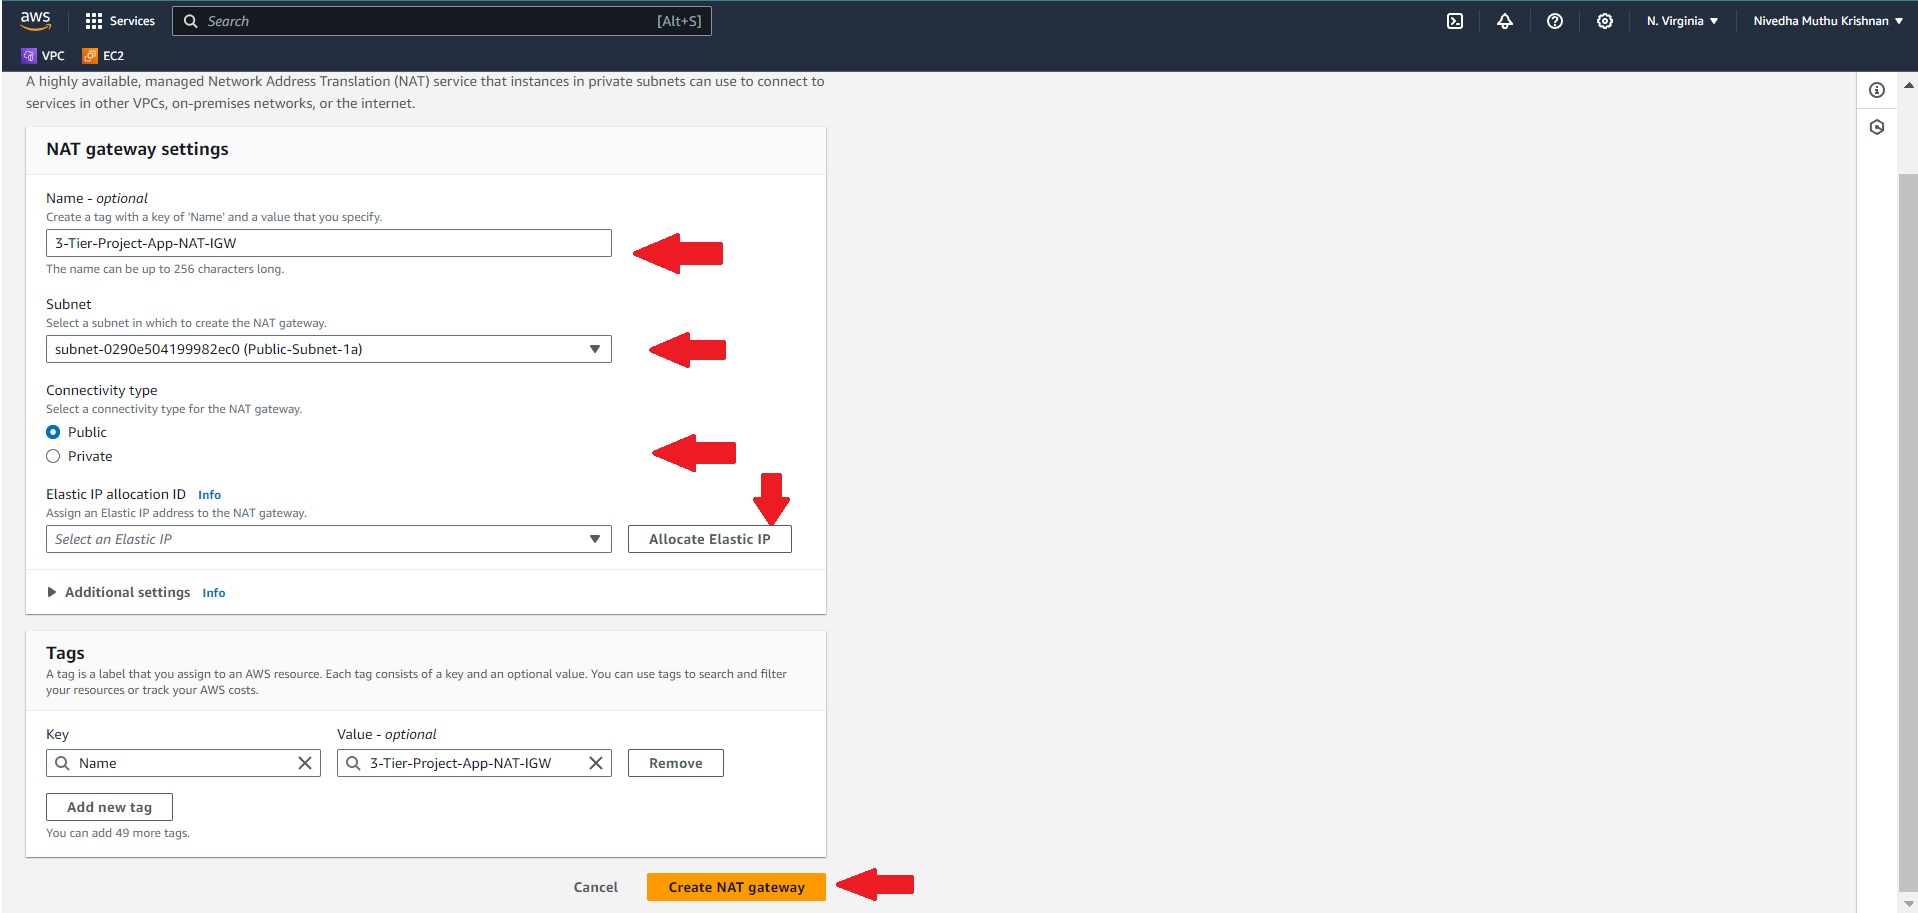 aws Services Search [Alt+S] N. Virginia Nivedha Muthu Krishnan
VPC EC2
A highly available, managed Network Address Translation (NAT) service that instances in private subnets can use to connect to
services in other VPCs, on-premises networks, or the internet.
NAT gateway settings
Name - optional
Create a tag with a key of 'Name' and a value that you specify.
3-Tier-Project-App-NAT-IGW
The name can be up to 256 characters long.
Subnet
Select a subnet in which to create the NAT gateway.
subnet-0290e504199982ec0 (Public-Subnet-1a)
Connectivity type
Select a connectivity type for the NAT gateway.
Public
Private
Elastic IP allocation ID Info
Assign an Elastic IP address to the NAT gateway.
Select an Elastic IP Allocate Elastic IP
Additional settings Info
Tags
A tag is a label that you assign to an AWS resource. Each tag consists of a key and an optional value. You can use tags to search and filter
your resources or track your AWS costs.
Key Value - optional
Name 3-Tier-Project-App-NAT-IGW Remove
Add new tag
You can add 49 more tags.
Cancel Create NAT gateway